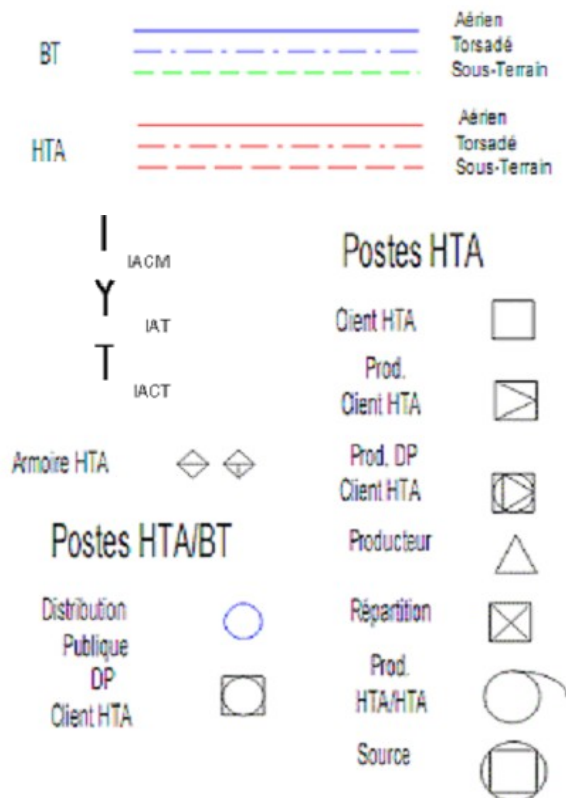 BT
Aérien
Torsadé
Sous-Terrain
HTA
Aérien
Torsadé
Sous-Terrain
IACM
IAT
IACT
Armoire HTA
Postes HTA/BT
Distribution
Publique
DP
Client HTA
Postes HTA
Client HTA
Prod.
Client HTA
Prod. DP
Client HTA
Producteur
Répartition
Prod.
HTA/HTA
Source